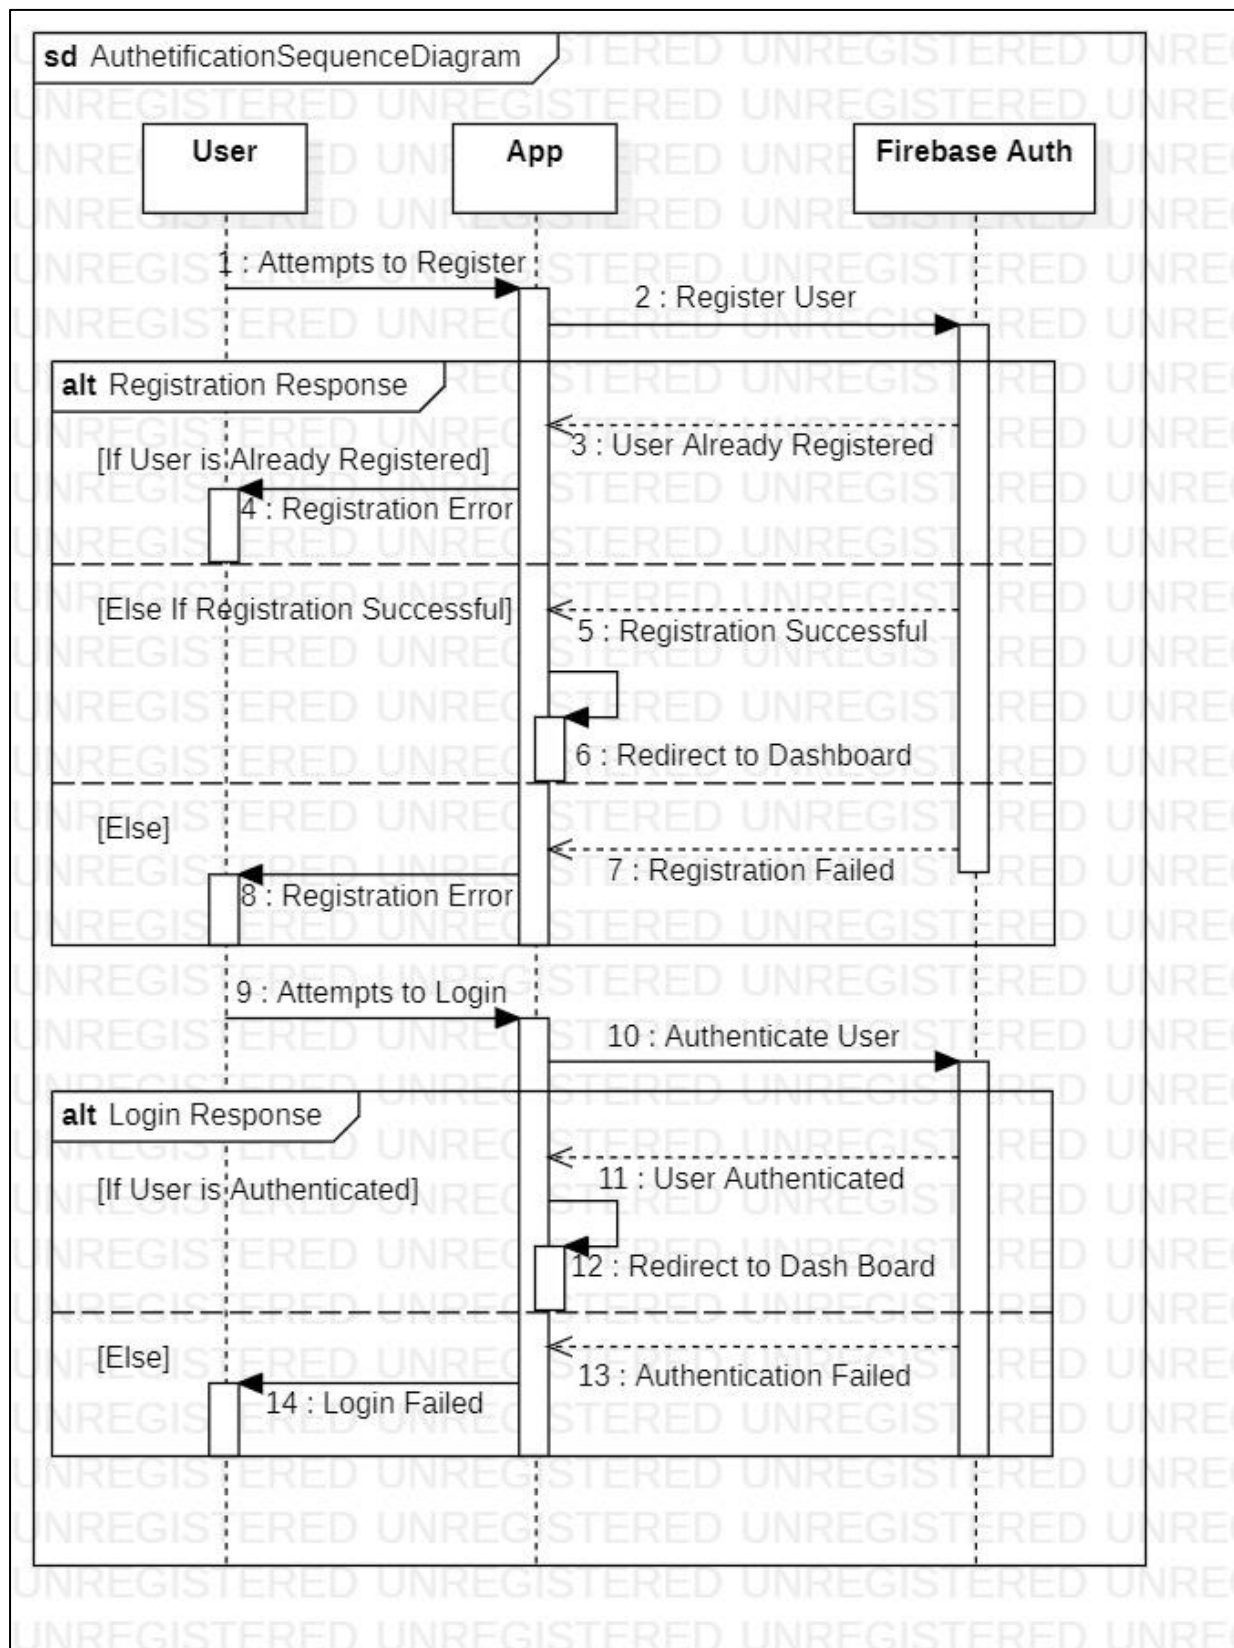 sd AuthetificationSequenceDiagram
User
App
Firebase Auth
1 : Attempts to Register
2 : Register User
alt Registration Response
3 : User Already Registered
[If User is Already Registered]
4 : Registration Error
[Else If Registration Successful]
5 : Registration Successful
6 : Redirect to Dashboard
[Else]
7 : Registration Failed
8 : Registration Error
9 : Attempts to Login
10 : Authenticate User
alt Login Response
11 : User Authenticated
[If User is Authenticated]
12 : Redirect to Dash Board
[Else]
13 : Authentication Failed
14 : Login Failed
UNREGISTERED